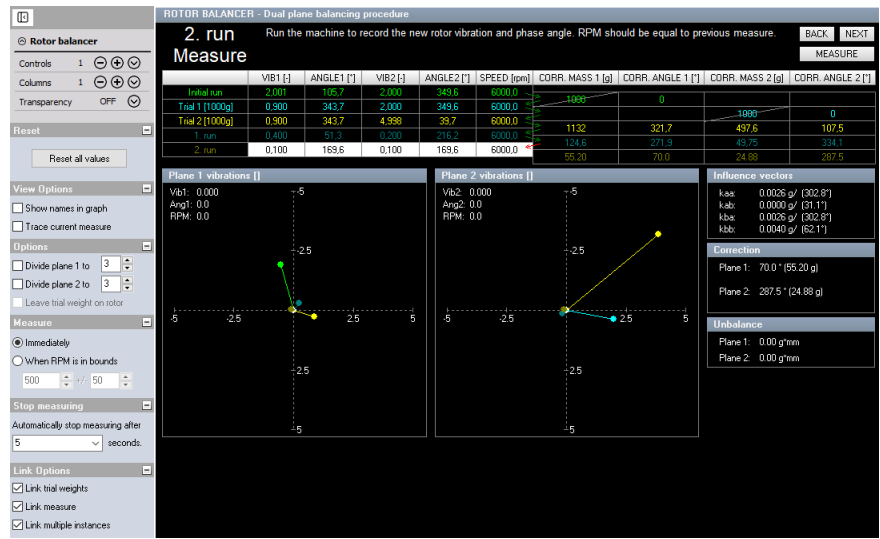 ROTOR BALANCER - Dual plane balancing procedure
Rotor balancer
Controls 1
Columns 1
Transparency OFF
Reset
Reset all values
View Options
Show names in graph
Trace current measure
Options
Divide plane 1 to 3
Divide plane 2 to 3
Leave trial weight on rotor
Measure
Immediately
When RPM is in bounds
500 +/- 50
Stop measuring
Automatically stop measuring after
5 seconds.
Link Options
Link trial weights
Link measure
Link multiple instances
2. run
Measure
Run the machine to record the new rotor vibration and phase angle. RPM should be equal to previous measure.
BACK NEXT
MEASURE
VIB1 [-] ANGLE1 [°] VIB2 [-] ANGLE2 [°] SPEED [rpm] CORR. MASS 1 [g] CORR. ANGLE 1 [°] CORR. MASS 2 [g] CORR. ANGLE 2 [°]
Initial run 2,001 105,7 2,000 349,6 6000,0
1000 0
Trial 1 [1000g] 0,900 343,7 2,000 349,6 6000,0
1000 0
Trial 2 [1000g] 0,900 343,7 4,998 39,7 6000,0
1132 321,7 497,6 107,5
1. run 0,400 51,3 0,200 216,2 6000,0
124,6 271,9 49,75 334,1
2. run 0,100 169,6 0,100 169,6 6000,0
55.20 70.0 24.88 287.5
Plane 1 vibrations []
Vib1: 0.000
Ang1: 0.0
RPM: 0.0
5
2.5
-5 -2.5 2.5 5
-2.5
-5
Plane 2 vibrations []
Vib2: 0.000
Ang2: 0.0
RPM: 0.0
5
2.5
-5 -2.5 2.5 5
-2.5
-5
Influence vectors
kaa: 0.0026 g/ (302.8°)
kab: 0.0000 g/ (31.1°)
kba: 0.0026 g/ (302.8°)
kbb: 0.0040 g/ (62.1°)
Correction
Plane 1: 70.0 ° (55.20 g)
Plane 2: 287.5 ° (24.88 g)
Unbalance
Plane 1: 0.00 g*mm
Plane 2: 0.00 g*mm